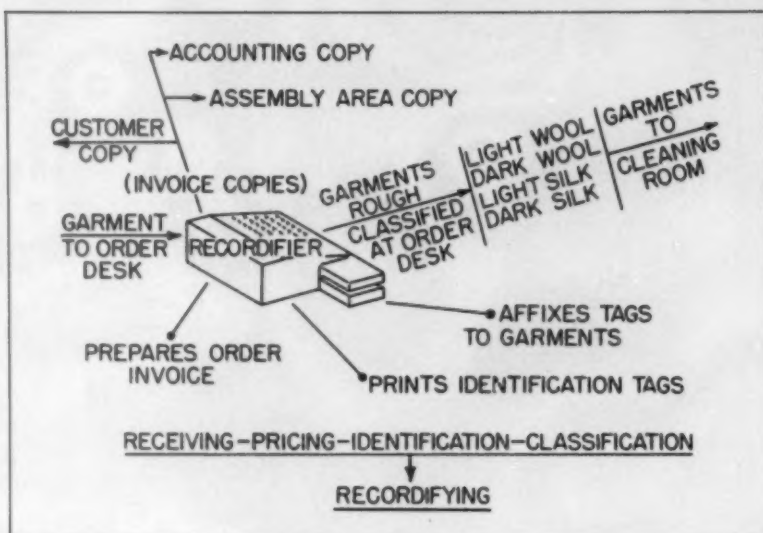 ACCOUNTING COPY
ASSEMBLY AREA COPY
CUSTOMER
COPY
(INVOICE COPIES)
GARMENT
TO ORDER
DESK
RECORDIFIER
GARMENTS
ROUGH
CLASSIFIED
AT ORDER
DESK
LIGHT WOOL
DARK WOOL
LIGHT SILK
DARK SILK
GARMENTS
TO
CLEANING
ROOM
AFFIXES TAGS
TO GARMENTS
PREPARES ORDER
INVOICE
PRINTS IDENTIFICATION TAGS
RECEIVING-PRICING-IDENTIFICATION-CLASSIFICATION
RECORDIFYING